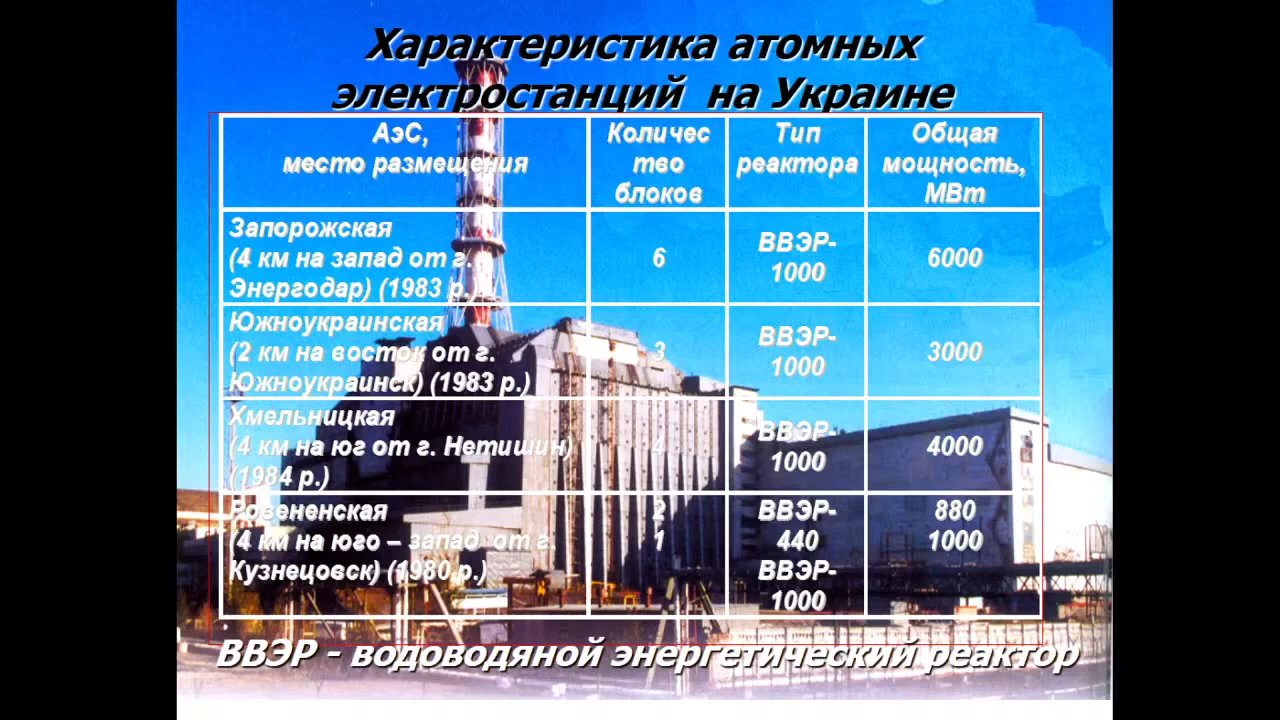 Характеристика атомных
электростанций на Украине
АэС,
место размещения
Количес
тво
блоков
Тип
реактора
Общая
мощность,
МВт
Запорожская
(4 км на запад от г.
Энергодар) (1983 р.)
6
ВВЭР-
1000
6000
Южноукраинская
(2 км на восток от г.
Южноукраинск) (1983 р.)
3
ВВЭР-
1000
3000
Хмельницкая
(4 км на юг от г. Нетишин)
(1984 р.)
4
ВВЭР-
1000
4000
Ровененская
(4 км на юго – запад от г.
Кузнецовск) (1980 р.)
2
1
ВВЭР-
440
ВВЭР-
1000
880
1000
ВВЭР - водоводяной энергетический реактор